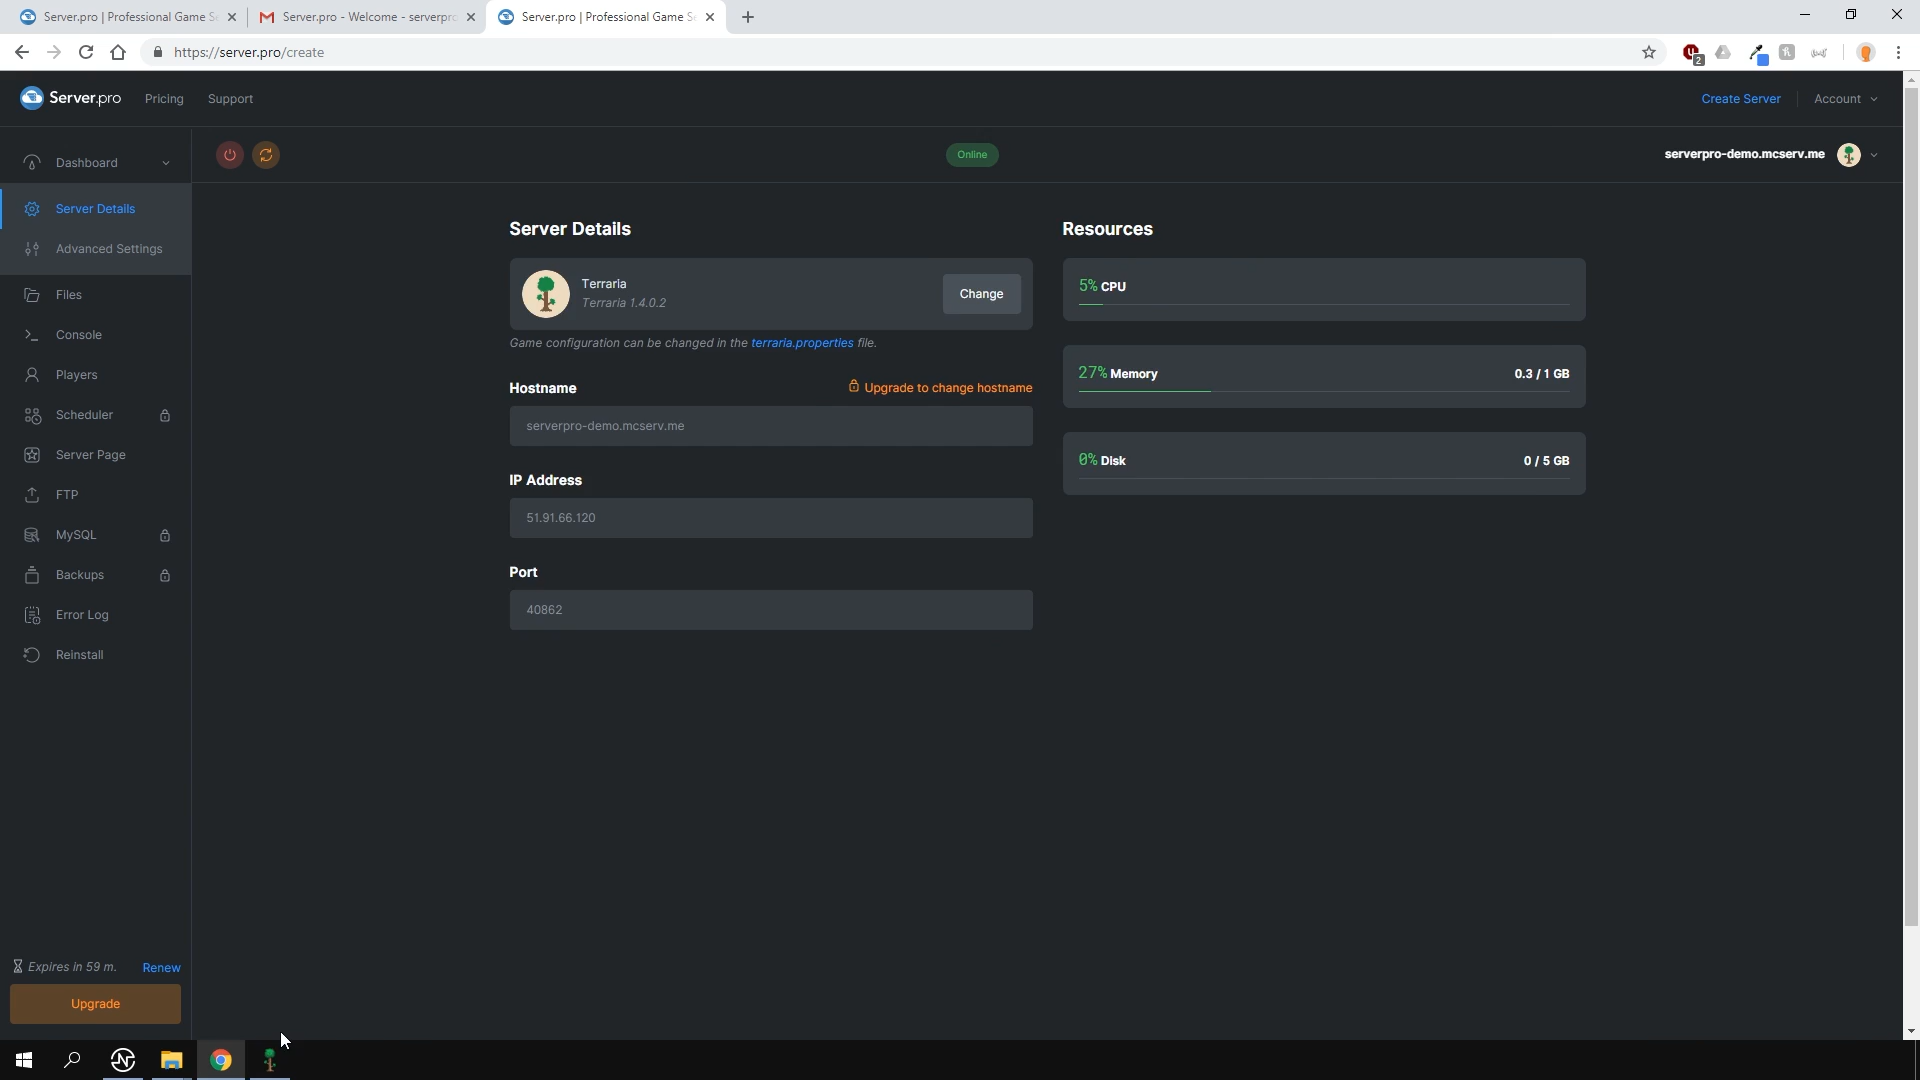 Server.pro | Professional Game S
Server.pro - Welcome - serverpro
Server.pro | Professional Game Se
https://server.pro/create
2
Server.pro
Pricing
Support
Create Server
Account
Dashboard
Online
serverpro-demo.mcserv.me
Server Details
Advanced Settings
Files
Console
Players
Scheduler
Server Page
FTP
MySQL
Backups
Error Log
Reinstall
Expires in 59 m.
Renew
Upgrade
Server Details
Terraria
Terraria 1.4.0.2
Change
Game configuration can be changed in the terraria.properties file.
Hostname
Upgrade to change hostname
serverpro-demo.mcserv.me
IP Address
51.91.66.120
Port
40862
Resources
5% CPU
27% Memory
0.3 / 1 GB
0% Disk
0 / 5 GB